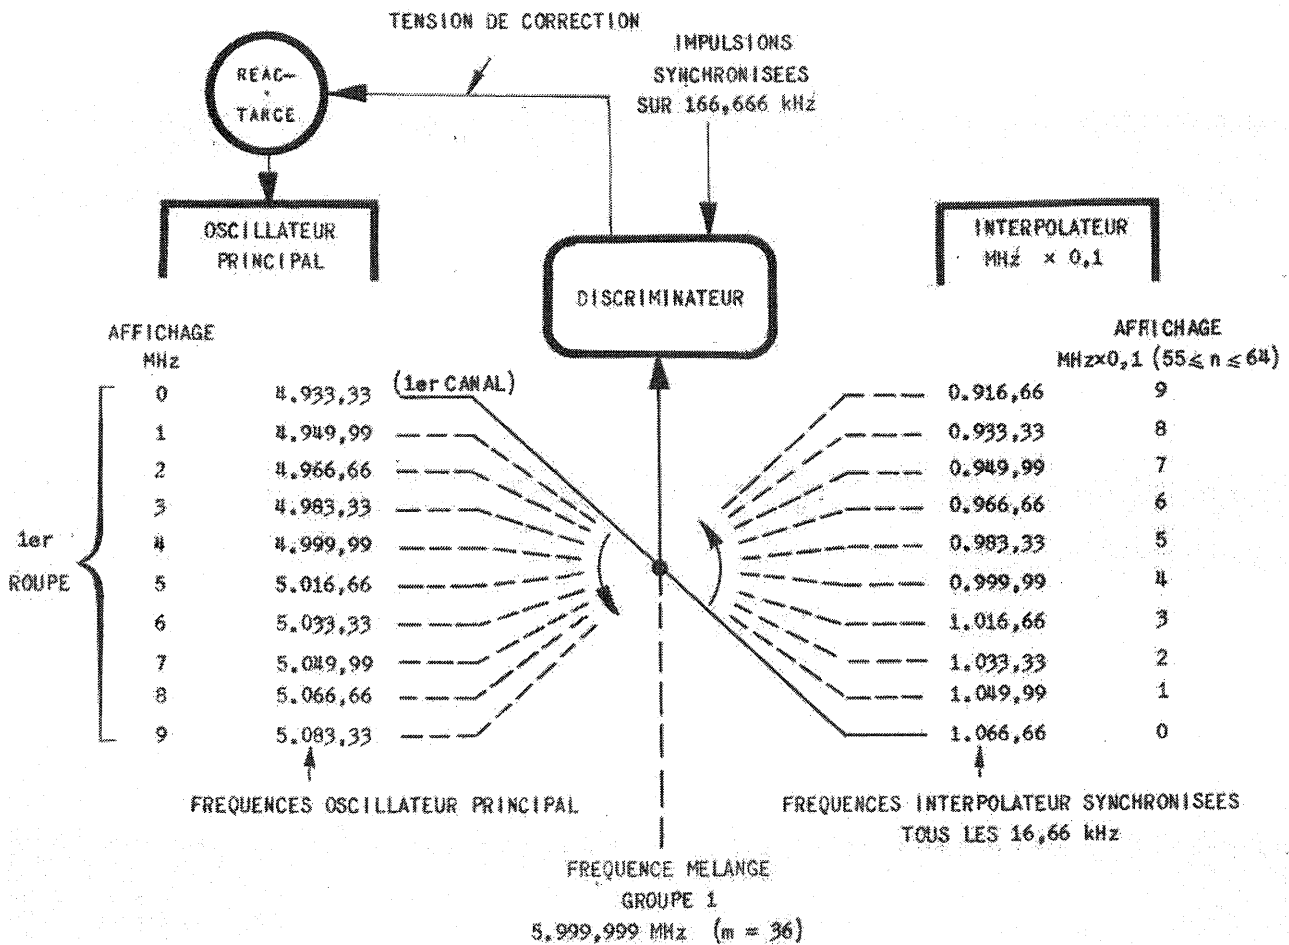 TENSION DE CORRECTION
IMPULSIONS
SYNCHRONISEES
SUR 166,666 kHz
REAC-
TANCE
OSCILLATEUR
PRINCIPAL
INTERPOLATEUR
MHz × 0,1
DISCRIMINATEUR
AFFICHAGE
MHz
AFFICHAGE
MHz×0,1 (55⩽ n ⩽64)
0 4.933,33 (1er CANAL) 0.916,66 9
1 4.949,99 0.933,33 8
2 4.966,66 0.949,99 7
3 4.983,33 0.966,66 6
4 4.999,99 0.983,33 5
5 5.016,66 0.999,99 4
6 5.033,33 1.016,66 3
7 5.049,99 1.033,33 2
8 5.066,66 1.049,99 1
9 5.083,33 1.066,66 0
1er
ROUPE
FREQUENCES OSCILLATEUR PRINCIPAL
FREQUENCES INTERPOLATEUR SYNCHRONISEES
TOUS LES 16,66 kHz
FREQUENCE MELANGE
GROUPE 1
5.999,999 MHz (m = 36)